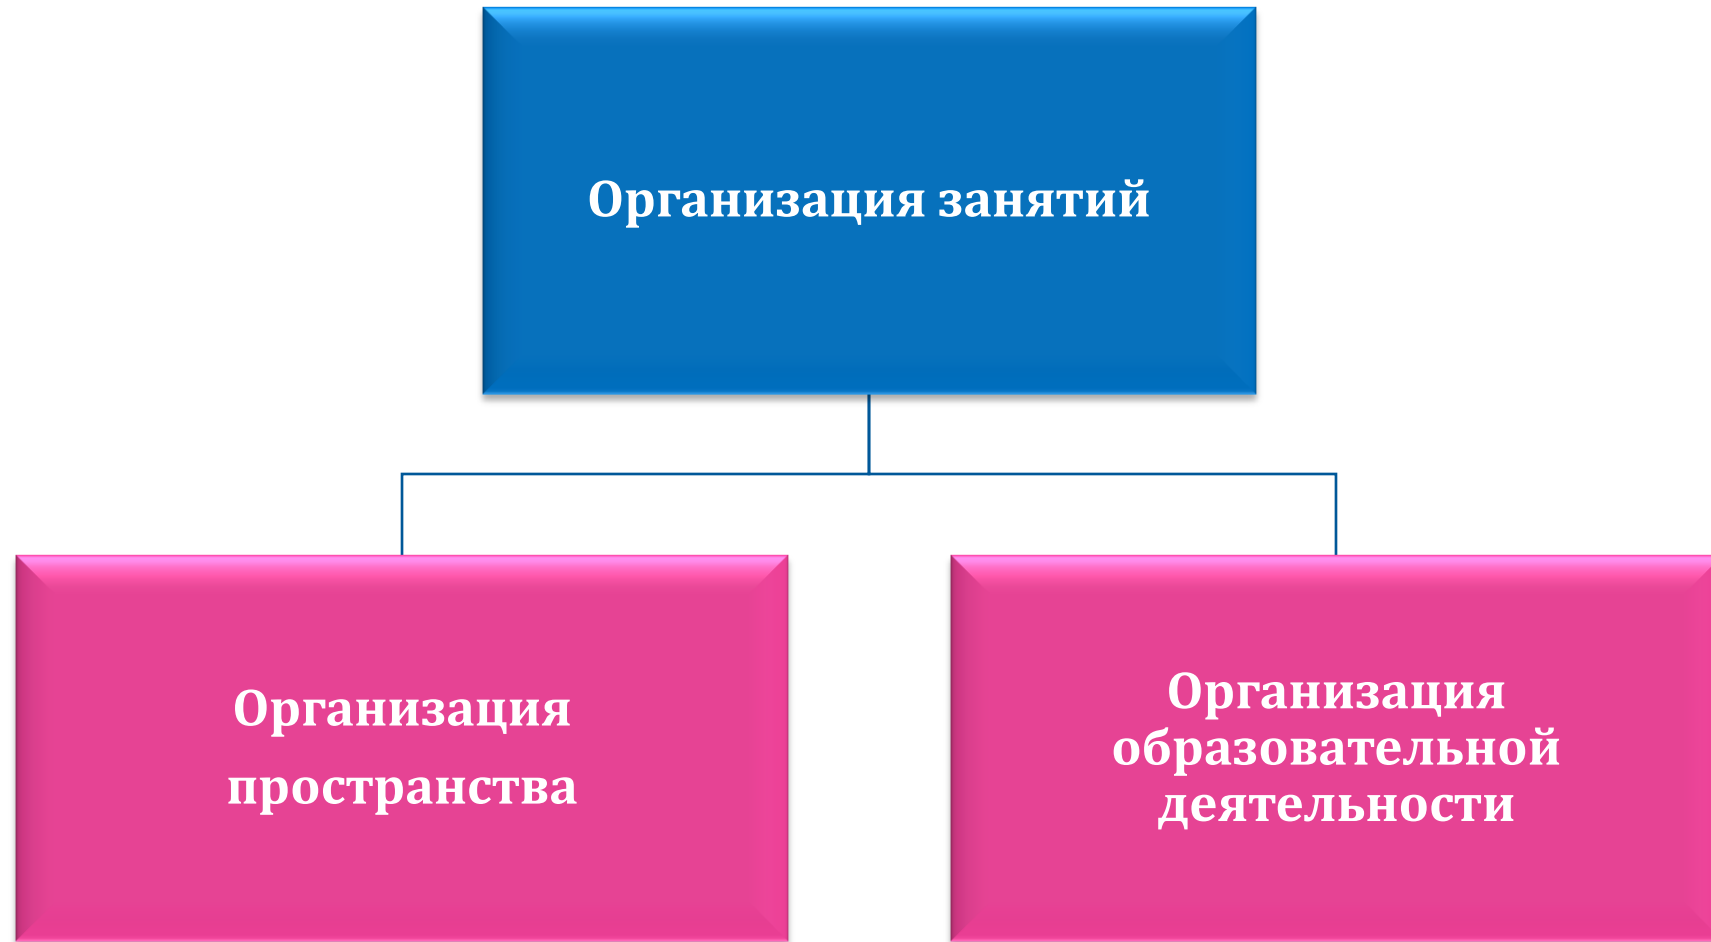 Организация занятий
Организация
пространства
Организация
образовательной
деятельности